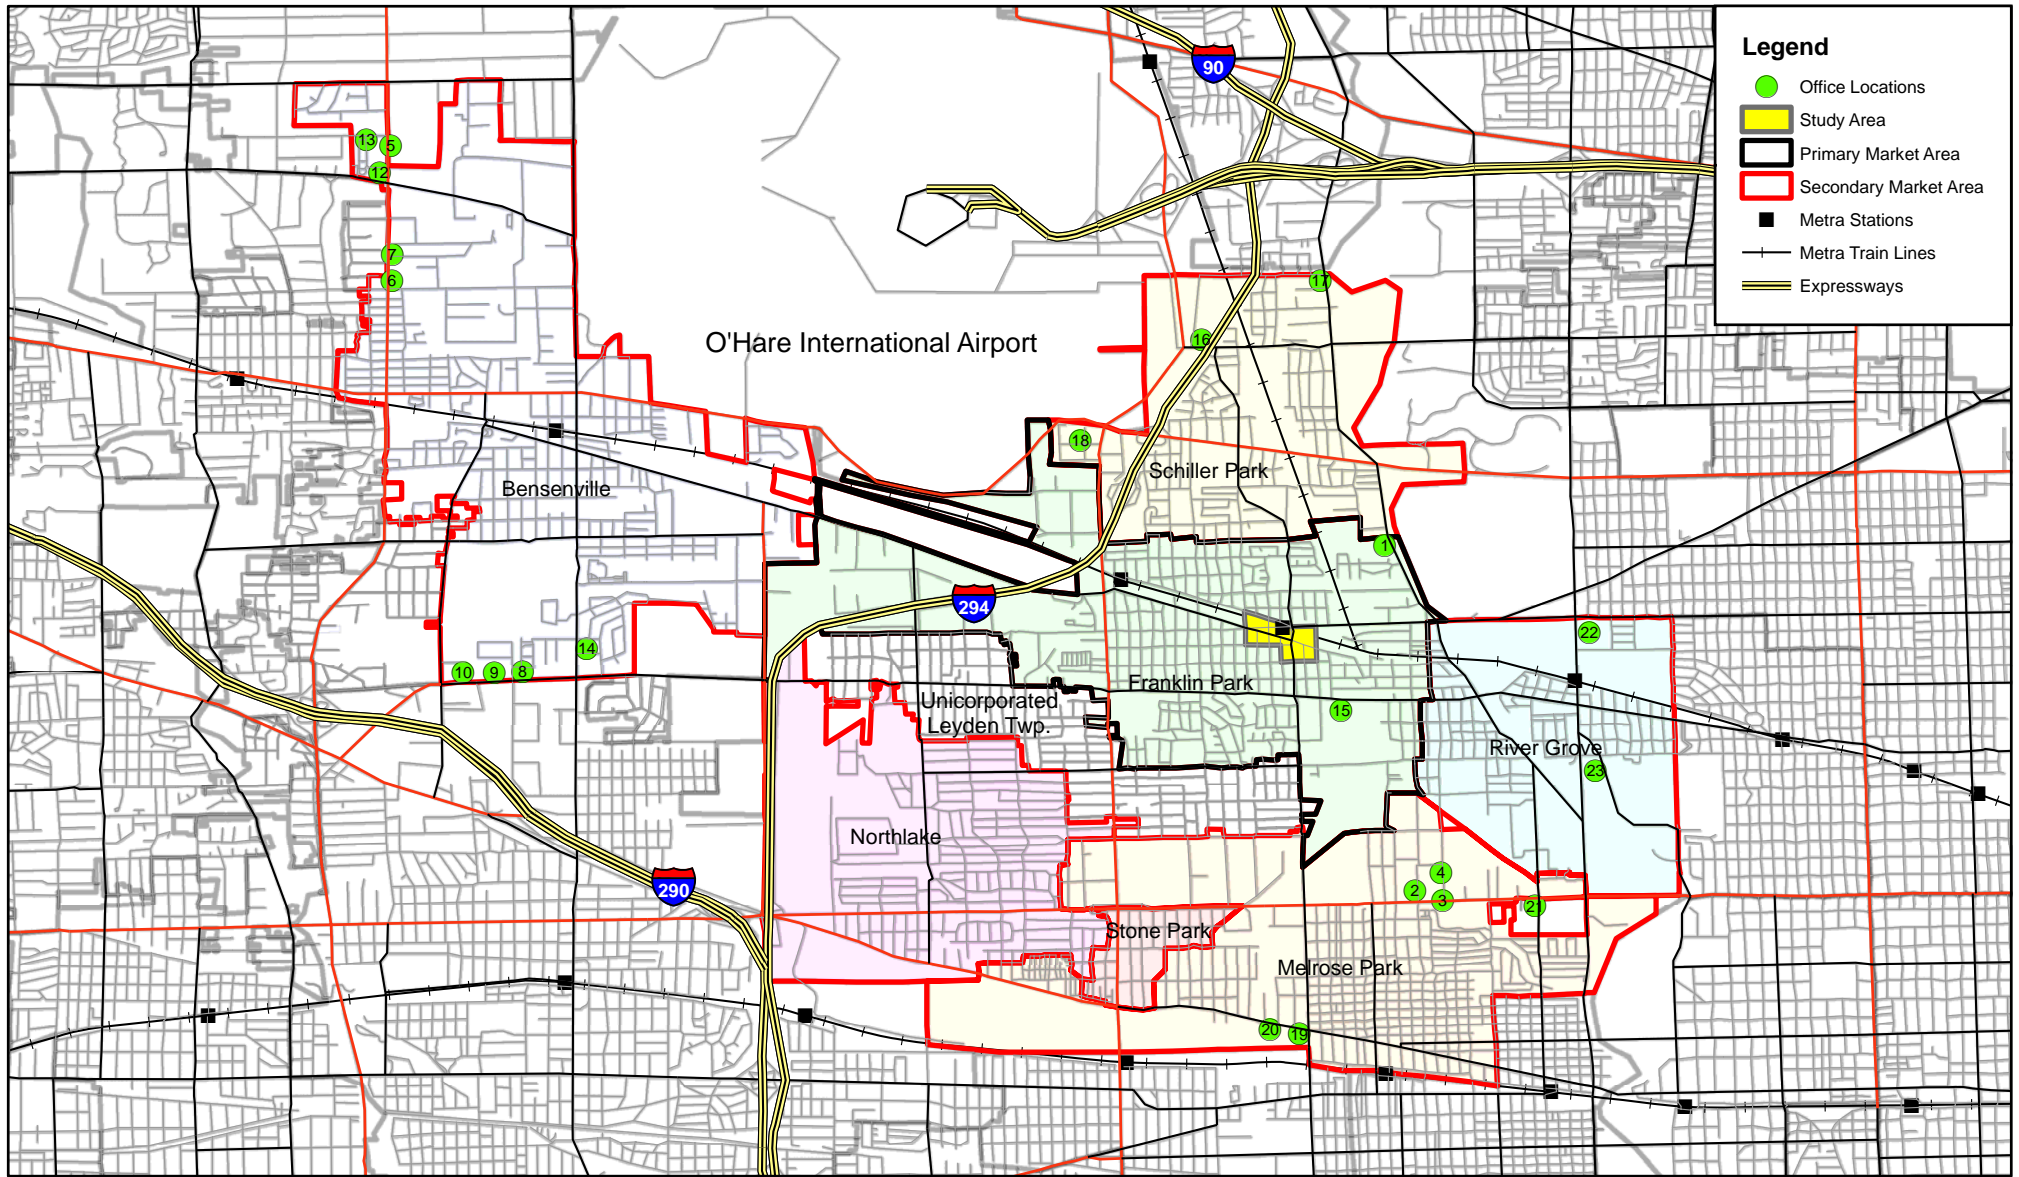 90
Legend
Office Locations
Study Area
Primary Market Area
Secondary Market Area
Metra Stations
Metra Train Lines
Expressways
13
5
12
7
6
17
16
O'Hare International Airport
18
Schiller Park
Bensenville
1
294
22
14
10
9
8
Franklin Park
Unicorporated
Leyden Twp.
15
River Grove
23
Northlake
4
2
3
21
290
Stone Park
Melrose Park
20
19